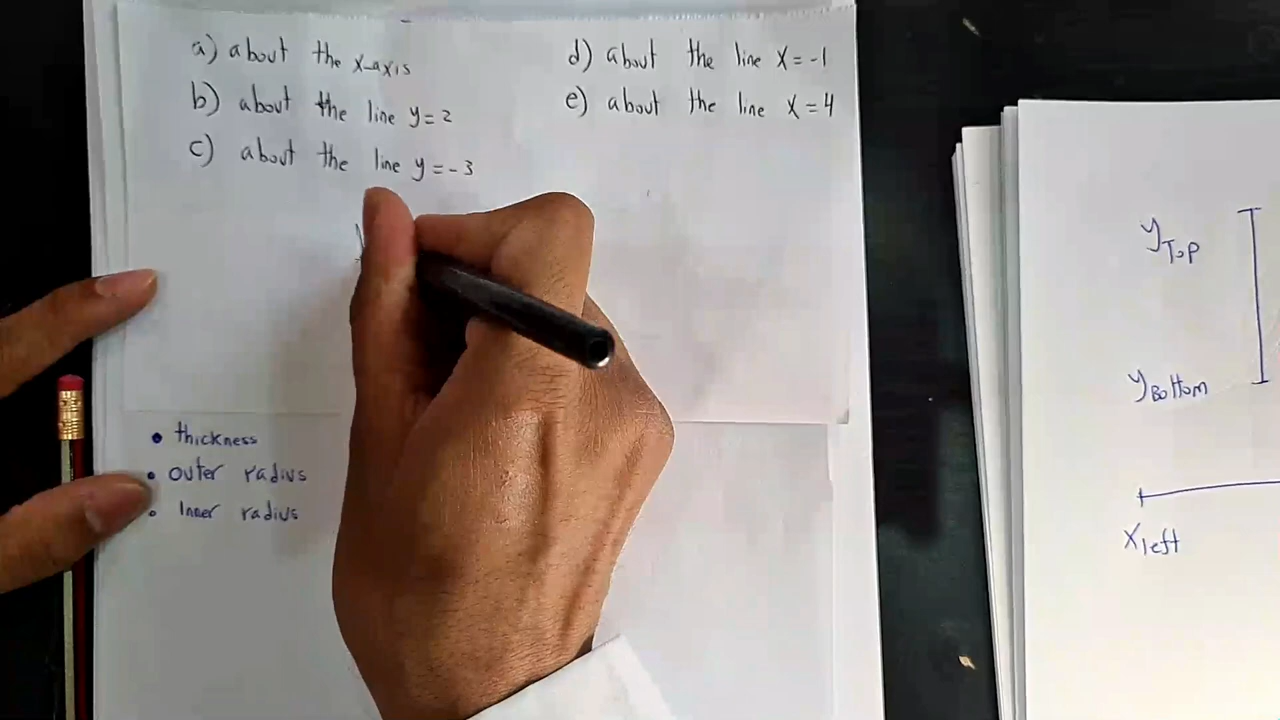 a) about the x-axis
b) about the line y=2
c) about the line y=-3
d) about the line x=-1
e) about the line x=4
• thickness
• outer radius
• Inner radius
y Top
y Bottom
x left